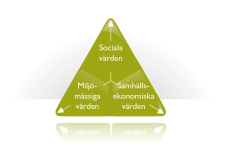 Sociala
värden
Miljö-
mässiga
värden
Samhälls-
ekonomiska
värden